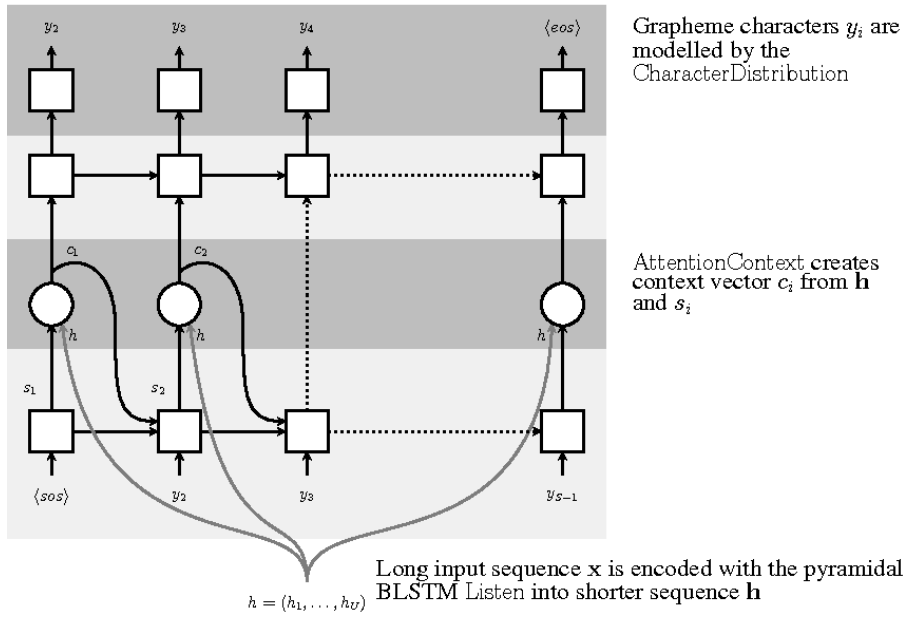 y₂ y₃ y₄ ⟨eos⟩
Grapheme characters yᵢ are
modelled by the
CharacterDistribution
c₁ c₂
AttentionContext creates
context vector cᵢ from h
and sᵢ
h h h
s₁ s₂
⟨sos⟩ y₂ y₃ y_{S−1}
Long input sequence x is encoded with the pyramidal
BLSTM Listen into shorter sequence h
h = (h₁, . . . , h_U)